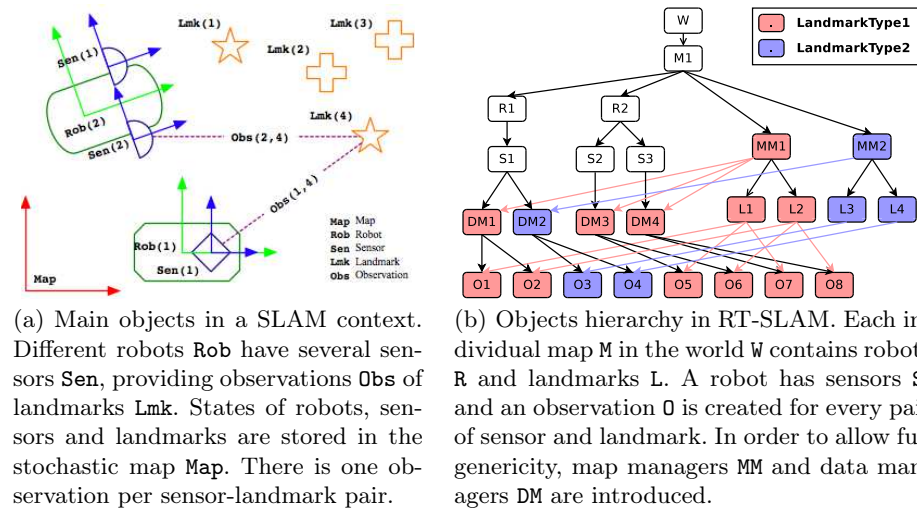 Lmk(1)
Lmk(3)
Lmk(2)
Sen(1)
Lmk(4)
Rob(2)
Sen(2)
Obs(2,4)
Obs(1,4)
Rob(1)
Sen(1)
Map
Map Map
Rob Robot
Sen Sensor
Lmk Landmark
Obs Observation
(a) Main objects in a SLAM context.
Different robots Rob have several sen-
sors Sen, providing observations Obs of
landmarks Lmk. States of robots, sen-
sors and landmarks are stored in the
stochastic map Map. There is one ob-
servation per sensor-landmark pair.
W
. LandmarkType1
. LandmarkType2
M1
R1 R2
S1 S2 S3 MM1 MM2
DM1 DM2 DM3 DM4 L1 L2 L3 L4
O1 O2 O3 O4 O5 O6 O7 O8
(b) Objects hierarchy in RT-SLAM. Each in
dividual map M in the world W contains robot
R and landmarks L. A robot has sensors S
and an observation O is created for every pai
of sensor and landmark. In order to allow fu
genericity, map managers MM and data man
agers DM are introduced.